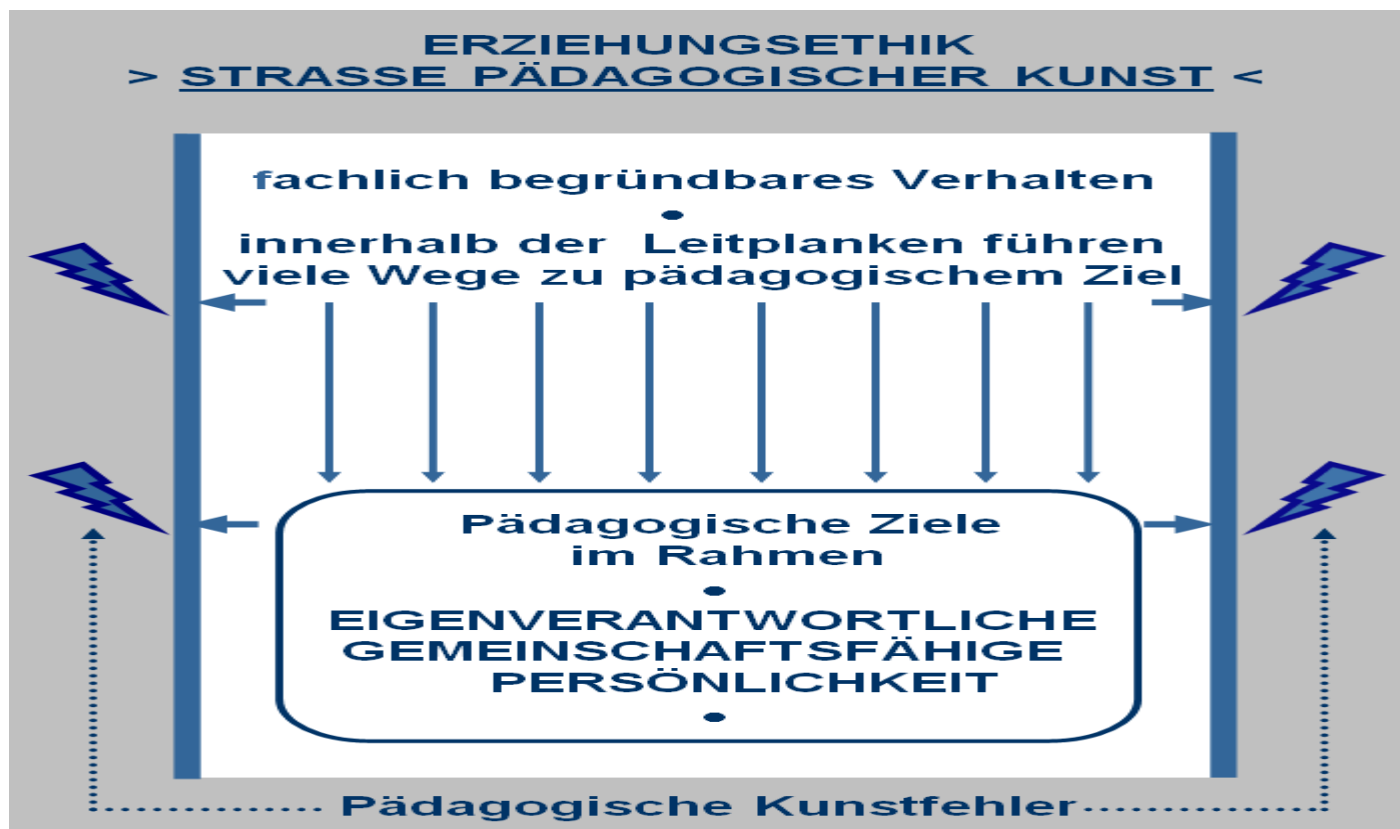 ERZIEHUNGSETHIK
> STRASSE PÄDAGOGISCHER KUNST <
fachlich begründbares Verhalten
•
innerhalb der Leitplanken führen
viele Wege zu pädagogischem Ziel
Pädagogische Ziele
im Rahmen
•
EIGENVERANTWORTLICHE
GEMEINSCHAFTSFÄHIGE
PERSÖNLICHKEIT
•
Pädagogische Kunstfehler